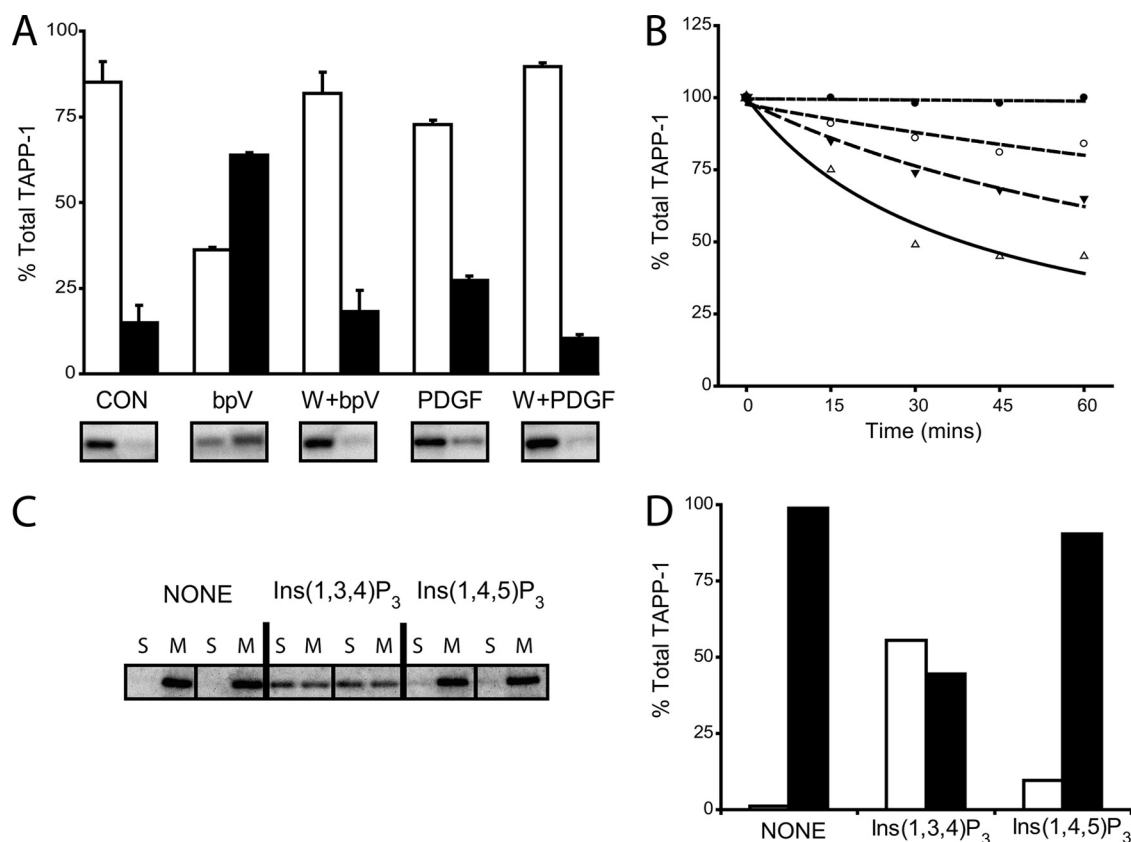 A
% Total TAPP-1
100
75
50
25
0
CON bpV W+bpV PDGF W+PDGF
B
% Total TAPP-1
125
100
75
50
25
0
0 15 30 45 60
Time (mins)
C
NONE Ins(1,3,4)P3 Ins(1,4,5)P3
S M S M S M S M S M S M
D
% Total TAPP-1
100
75
50
25
0
NONE Ins(1,3,4)P3 Ins(1,4,5)P3